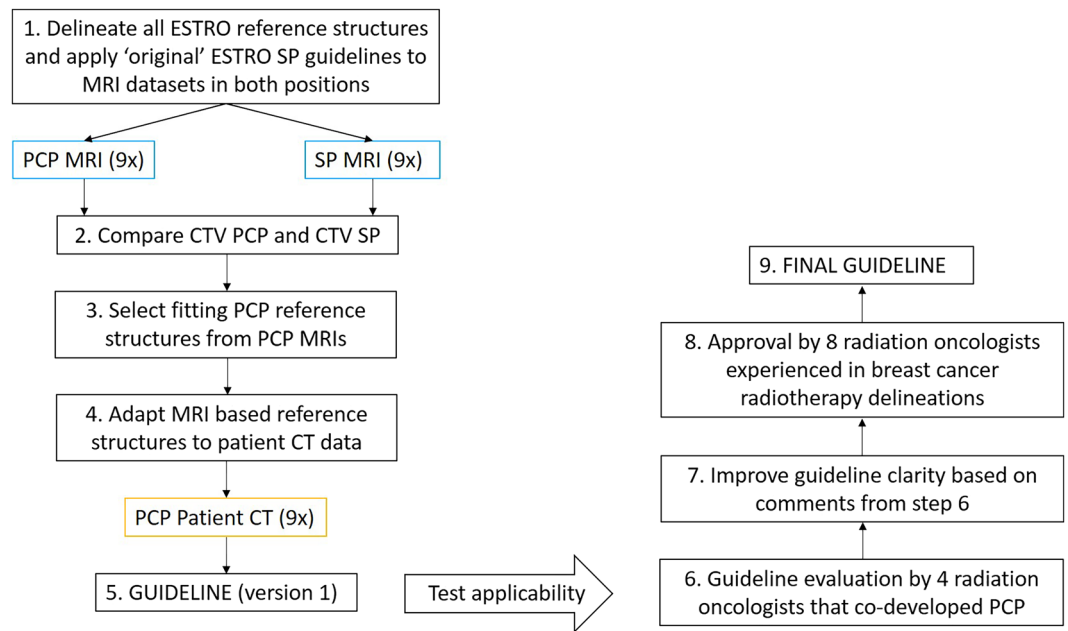 1. Delineate all ESTRO reference structures
and apply ‘original’ ESTRO SP guidelines to
MRI datasets in both positions
PCP MRI (9x)
SP MRI (9x)
2. Compare CTV PCP and CTV SP
3. Select fitting PCP reference
structures from PCP MRIs
4. Adapt MRI based reference
structures to patient CT data
PCP Patient CT (9x)
5. GUIDELINE (version 1)
Test applicability
6. Guideline evaluation by 4 radiation
oncologists that co-developed PCP
7. Improve guideline clarity based on
comments from step 6
8. Approval by 8 radiation oncologists
experienced in breast cancer
radiotherapy delineations
9. FINAL GUIDELINE